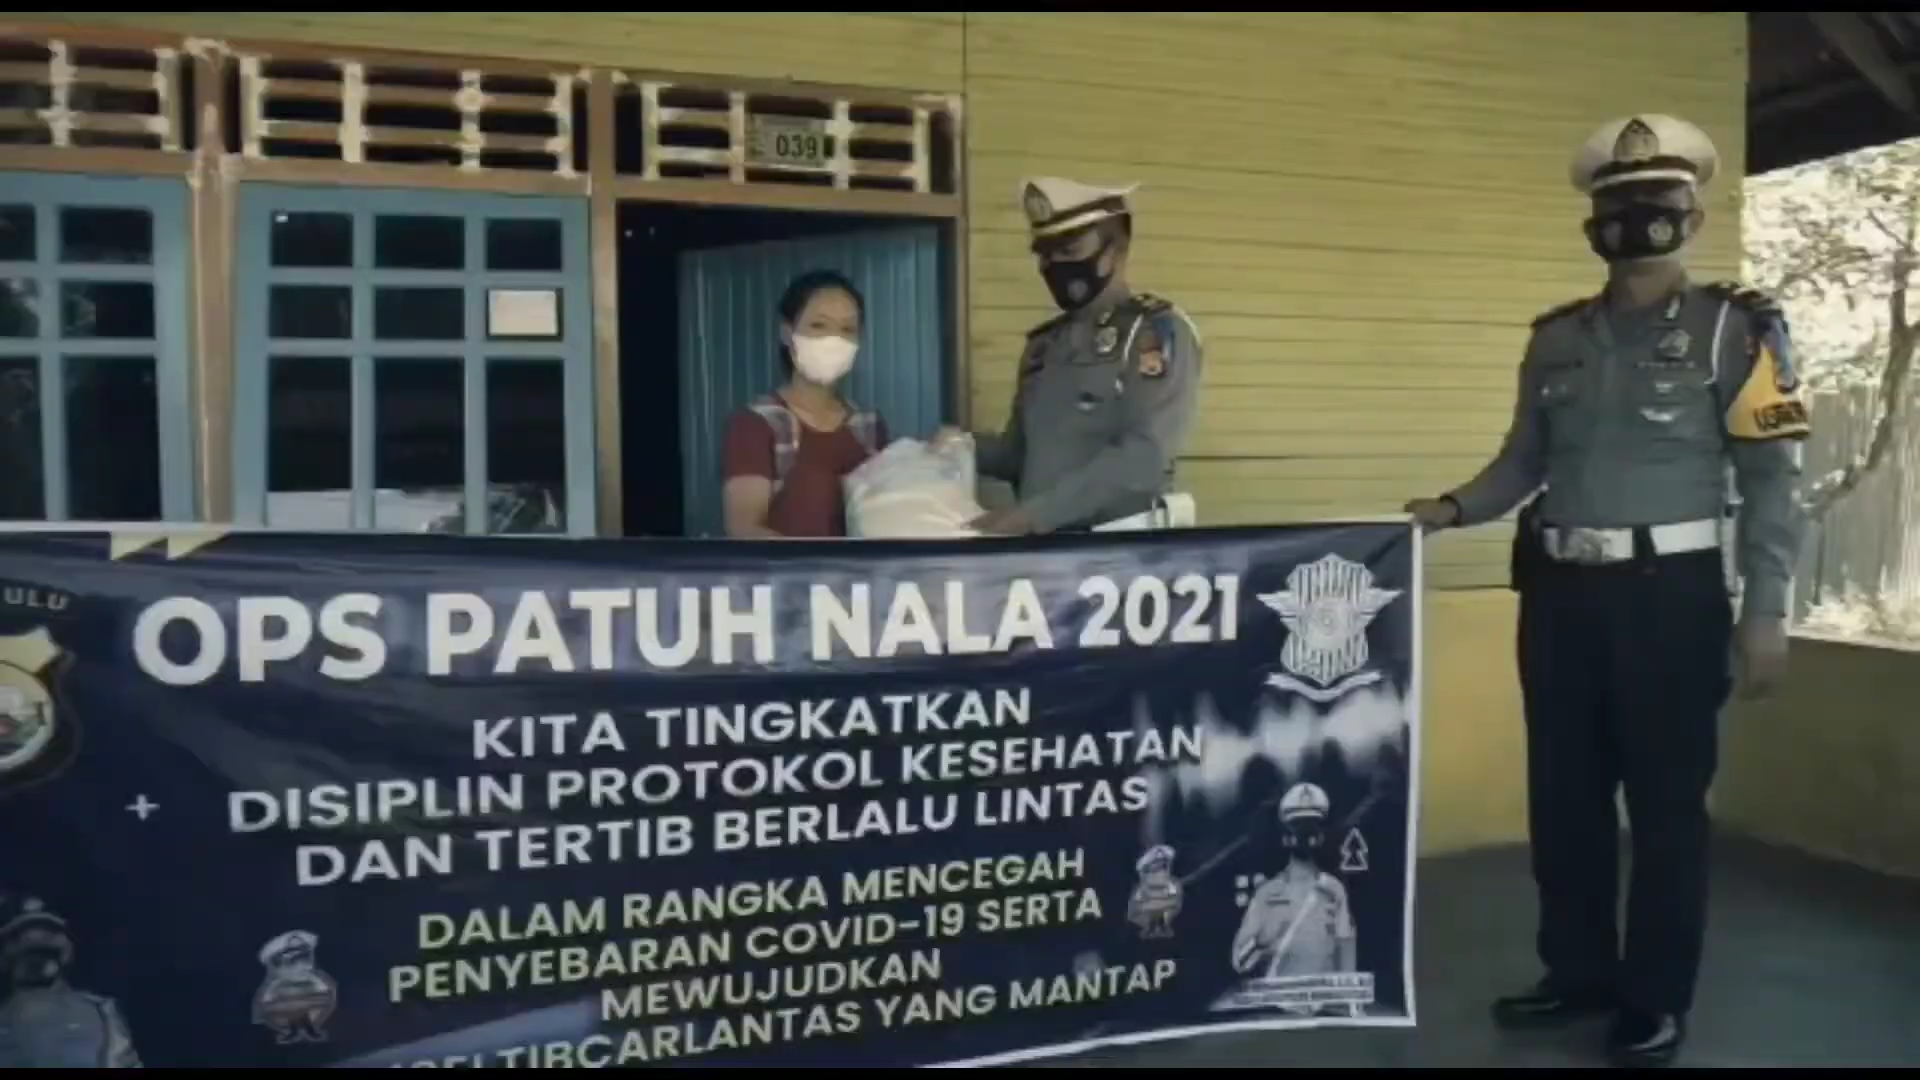 039
ULU
OPS PATUH NALA 2021
KITA TINGKATKAN
DISIPLIN PROTOKOL KESEHATAN
DAN TERTIB BERLALU LINTAS
DALAM RANGKA MENCEGAH
PENYEBARAN COVID-19 SERTA
MEWUJUDKAN
YANG MANTAP